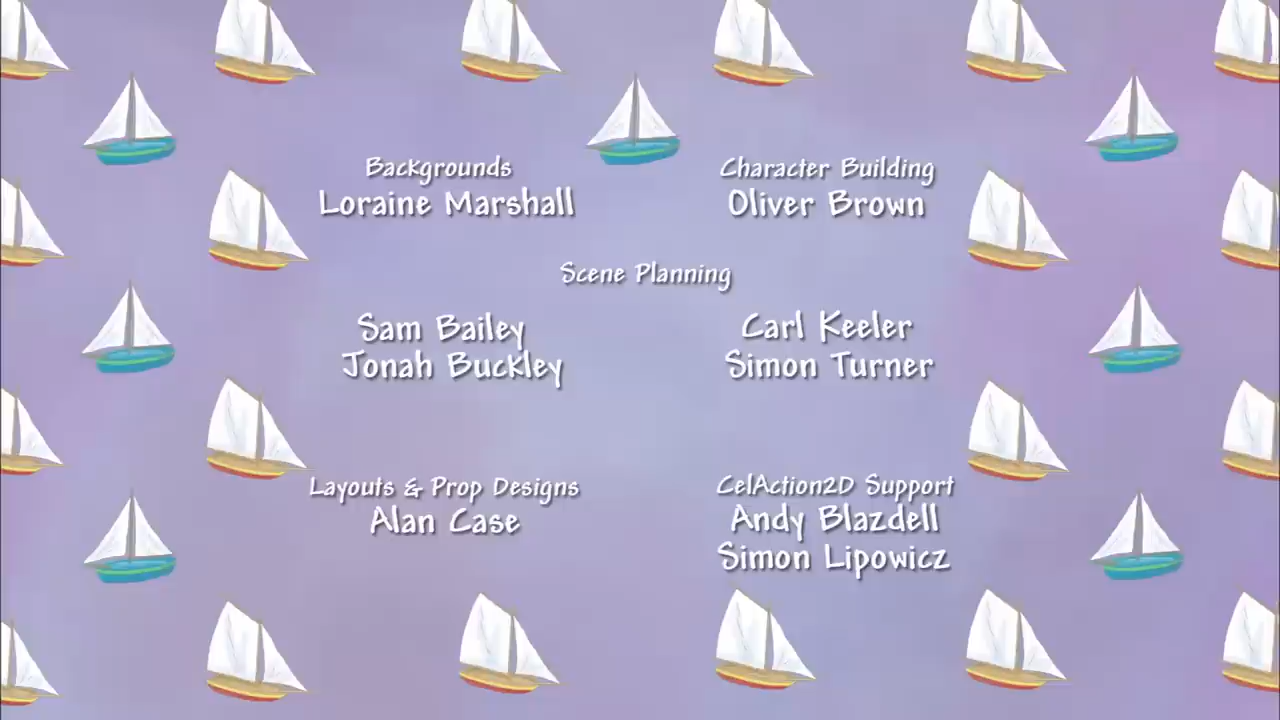 Backgrounds
Loraine Marshall
Character Building
Oliver Brown
Scene Planning
Sam Bailey
Jonah Buckley
Carl Keeler
Simon Turner
Layouts & Prop Designs
Alan Case
CelAction2D Support
Andy Blazdell
Simon Lipowicz